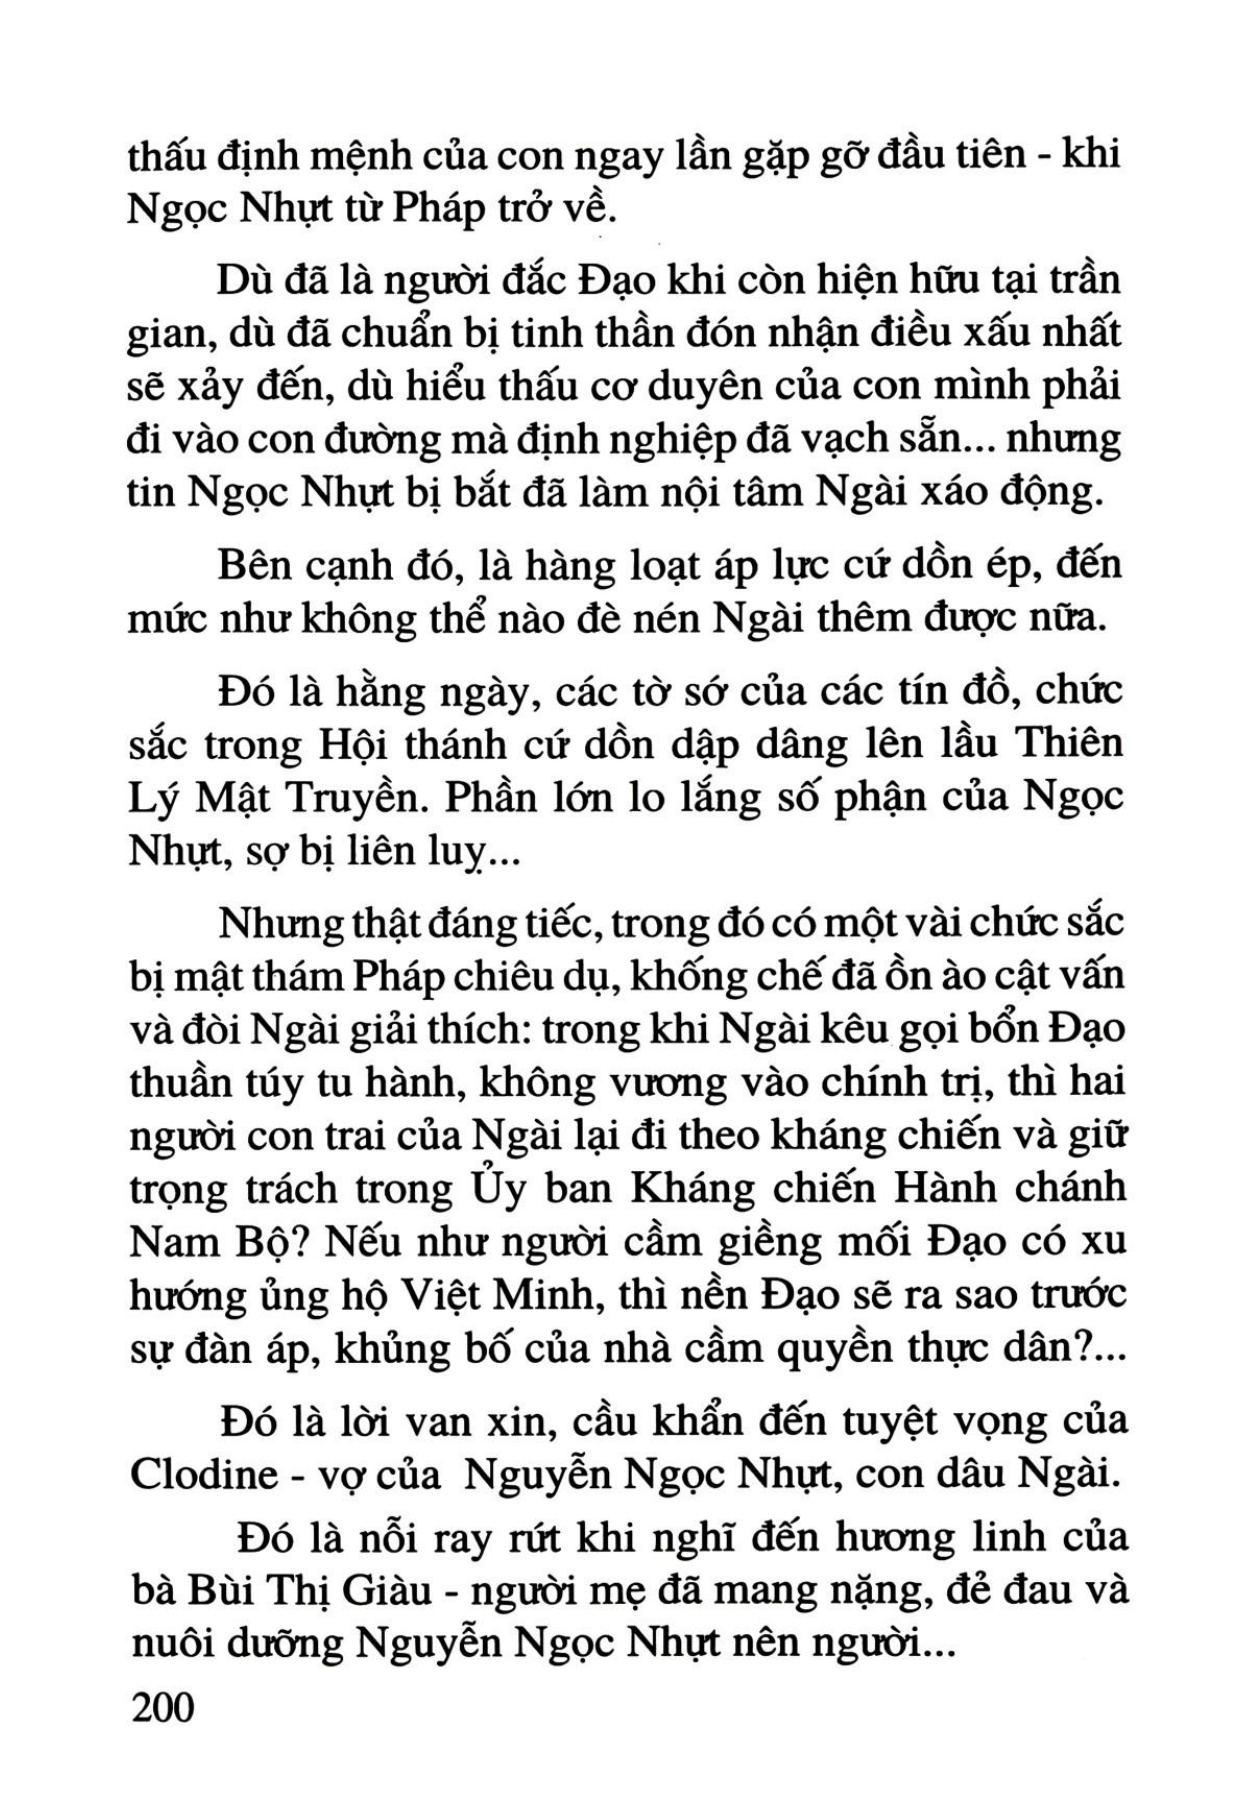 thấu định mệnh của con ngay lần gặp gỡ đầu tiên - khi
Ngọc Nhựt từ Pháp trở về.
Dù đã là người đắc Đạo khi còn hiện hữu tại trần
gian, dù đã chuẩn bị tinh thần đón nhận điều xấu nhất
sẽ xảy đến, dù hiểu thấu cơ duyên của con mình phải
đi vào con đường mà định nghiệp đã vạch sẵn... nhưng
tin Ngọc Nhựt bị bắt đã làm nội tâm Ngài xáo động.
Bên cạnh đó, là hàng loạt áp lực cứ dồn ép, đến
mức như không thể nào đè nén Ngài thêm được nữa.
Đó là hằng ngày, các tờ sớ của các tín đồ, chức
sắc trong Hội thánh cứ dồn dập dâng lên lầu Thiên
Lý Mật Truyền. Phần lớn lo lắng số phận của Ngọc
Nhựt, sợ bị liên luỵ...
Nhưng thật đáng tiếc, trong đó có một vài chức sắc
bị mật thám Pháp chiêu dụ, khống chế đã ồn ào cật vấn
và đòi Ngài giải thích: trong khi Ngài kêu gọi bổn Đạo
thuần túy tu hành, không vương vào chính trị, thì hai
người con trai của Ngài lại đi theo kháng chiến và giữ
trọng trách trong Ủy ban Kháng chiến Hành chánh
Nam Bộ? Nếu như người cầm giềng mối Đạo có xu
hướng ủng hộ Việt Minh, thì nền Đạo sẽ ra sao trước
sự đàn áp, khủng bố của nhà cầm quyền thực dân?...
Đó là lời van xin, cầu khẩn đến tuyệt vọng của
Clodine - vợ của Nguyễn Ngọc Nhựt, con dâu Ngài.
Đó là nỗi ray rứt khi nghĩ đến hương linh của
bà Bùi Thị Giàu - người mẹ đã mang nặng, đẻ đau và
nuôi dưỡng Nguyễn Ngọc Nhựt nên người...
200